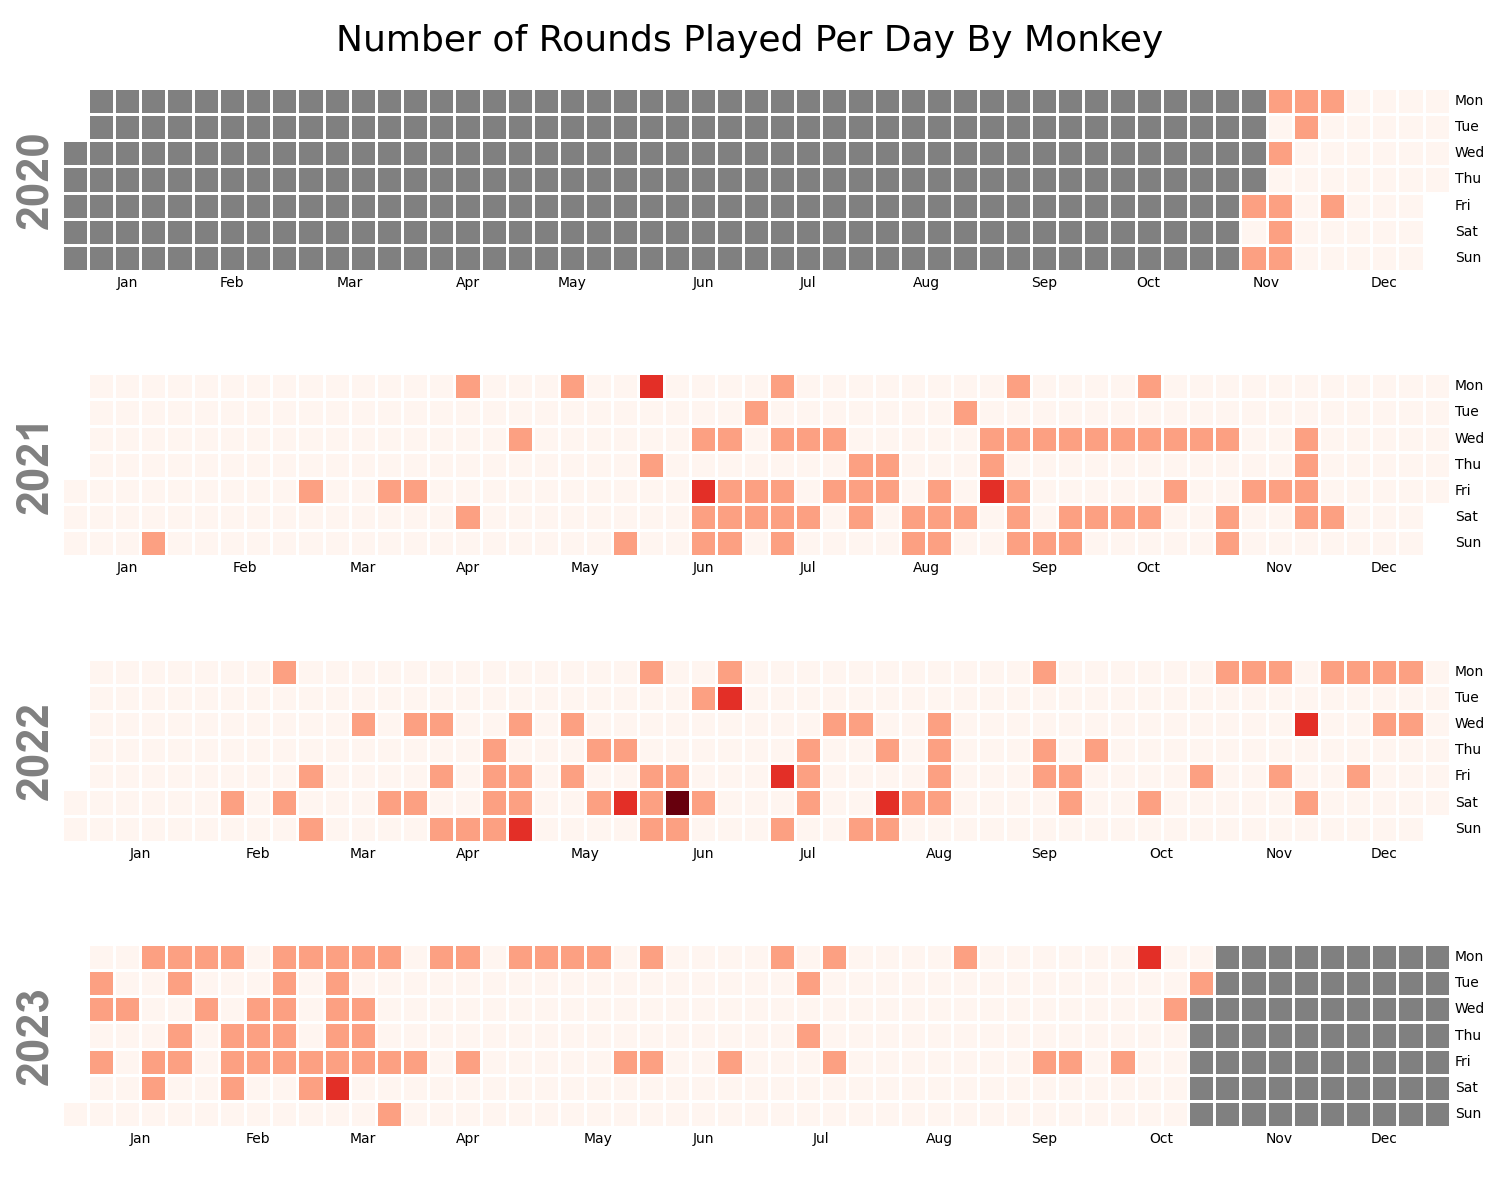 Number of Rounds Played Per Day By Monkey
2020
Mon
Tue
Wed
Thu
Fri
Sat
Sun
Jan Feb Mar Apr May Jun Jul Aug Sep Oct Nov Dec
2021
Mon
Tue
Wed
Thu
Fri
Sat
Sun
Jan Feb Mar Apr May Jun Jul Aug Sep Oct Nov Dec
2022
Mon
Tue
Wed
Thu
Fri
Sat
Sun
Jan Feb Mar Apr May Jun Jul Aug Sep Oct Nov Dec
2023
Mon
Tue
Wed
Thu
Fri
Sat
Sun
Jan Feb Mar Apr May Jun Jul Aug Sep Oct Nov Dec